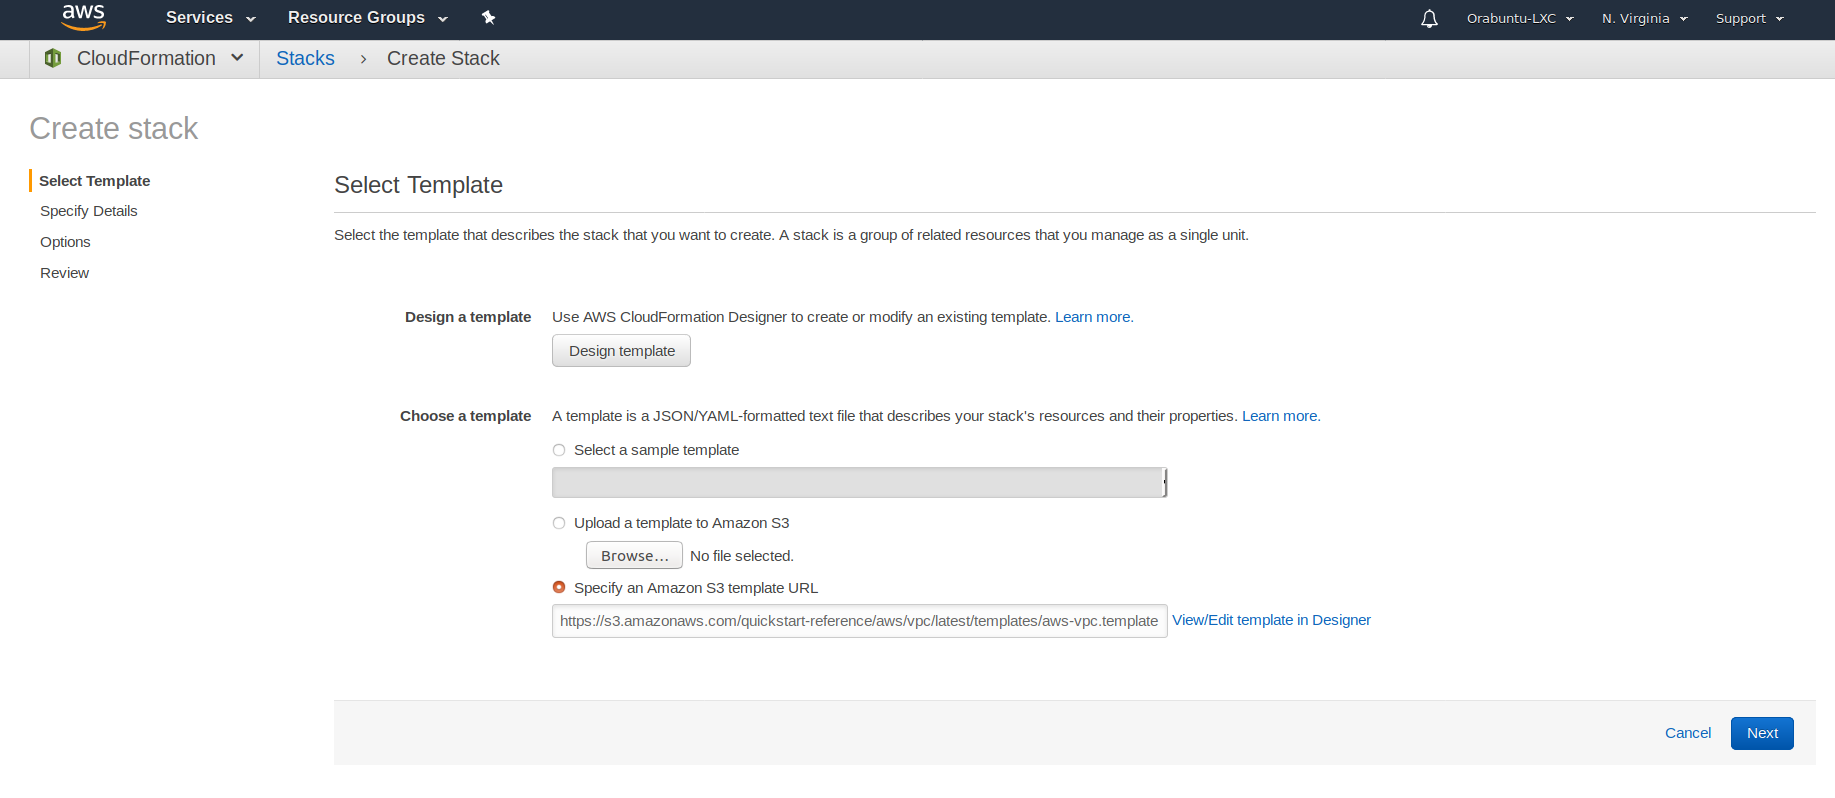 aws Services Resource Groups Orabuntu-LXC N. Virginia Support
CloudFormation Stacks > Create Stack
Create stack
Select Template
Specify Details
Options
Review
Select Template
Select the template that describes the stack that you want to create. A stack is a group of related resources that you manage as a single unit.
Design a template Use AWS CloudFormation Designer to create or modify an existing template. Learn more.
Design template
Choose a template A template is a JSON/YAML-formatted text file that describes your stack's resources and their properties. Learn more.
Select a sample template
Upload a template to Amazon S3
Browse... No file selected.
Specify an Amazon S3 template URL
https://s3.amazonaws.com/quickstart-reference/aws/vpc/latest/templates/aws-vpc.template View/Edit template in Designer
Cancel Next